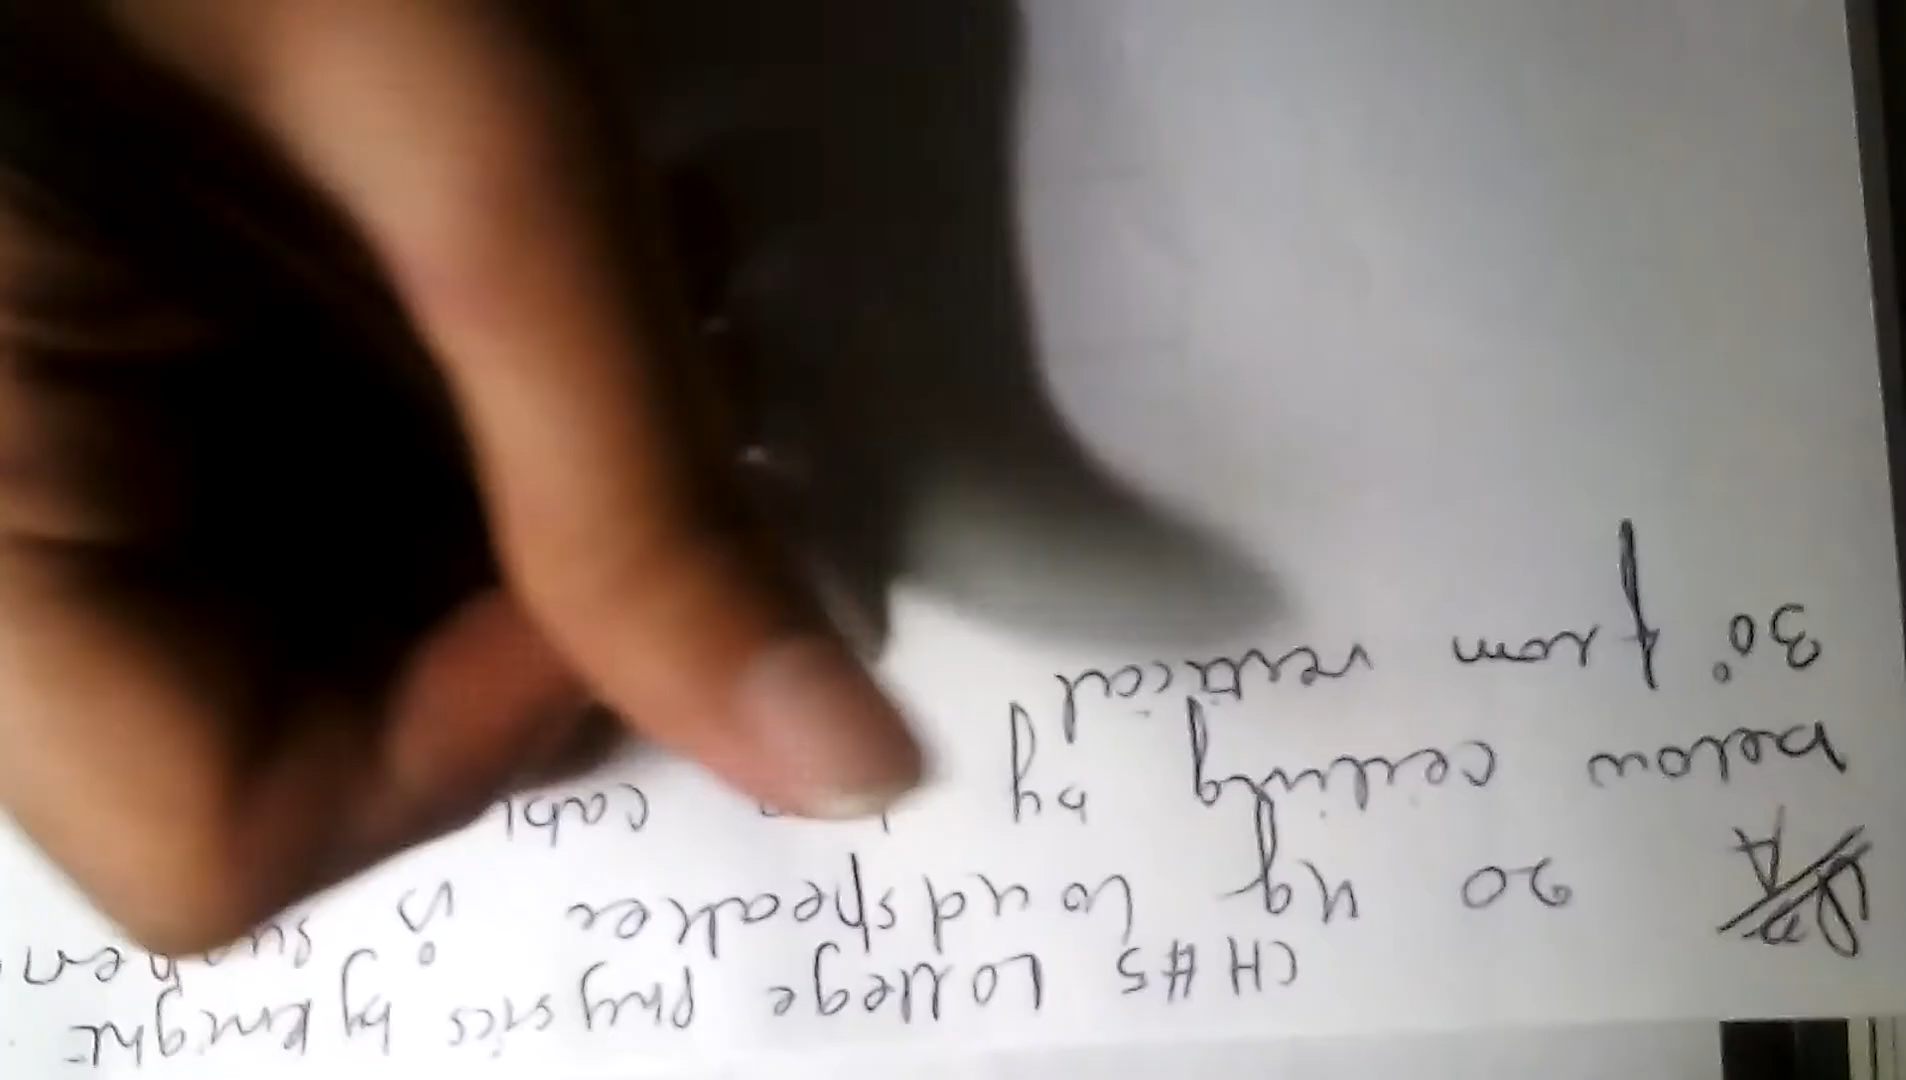 CH #5 College Physics by Knight
20 kg loudspeaker is
below ceiling by
30° from vertical